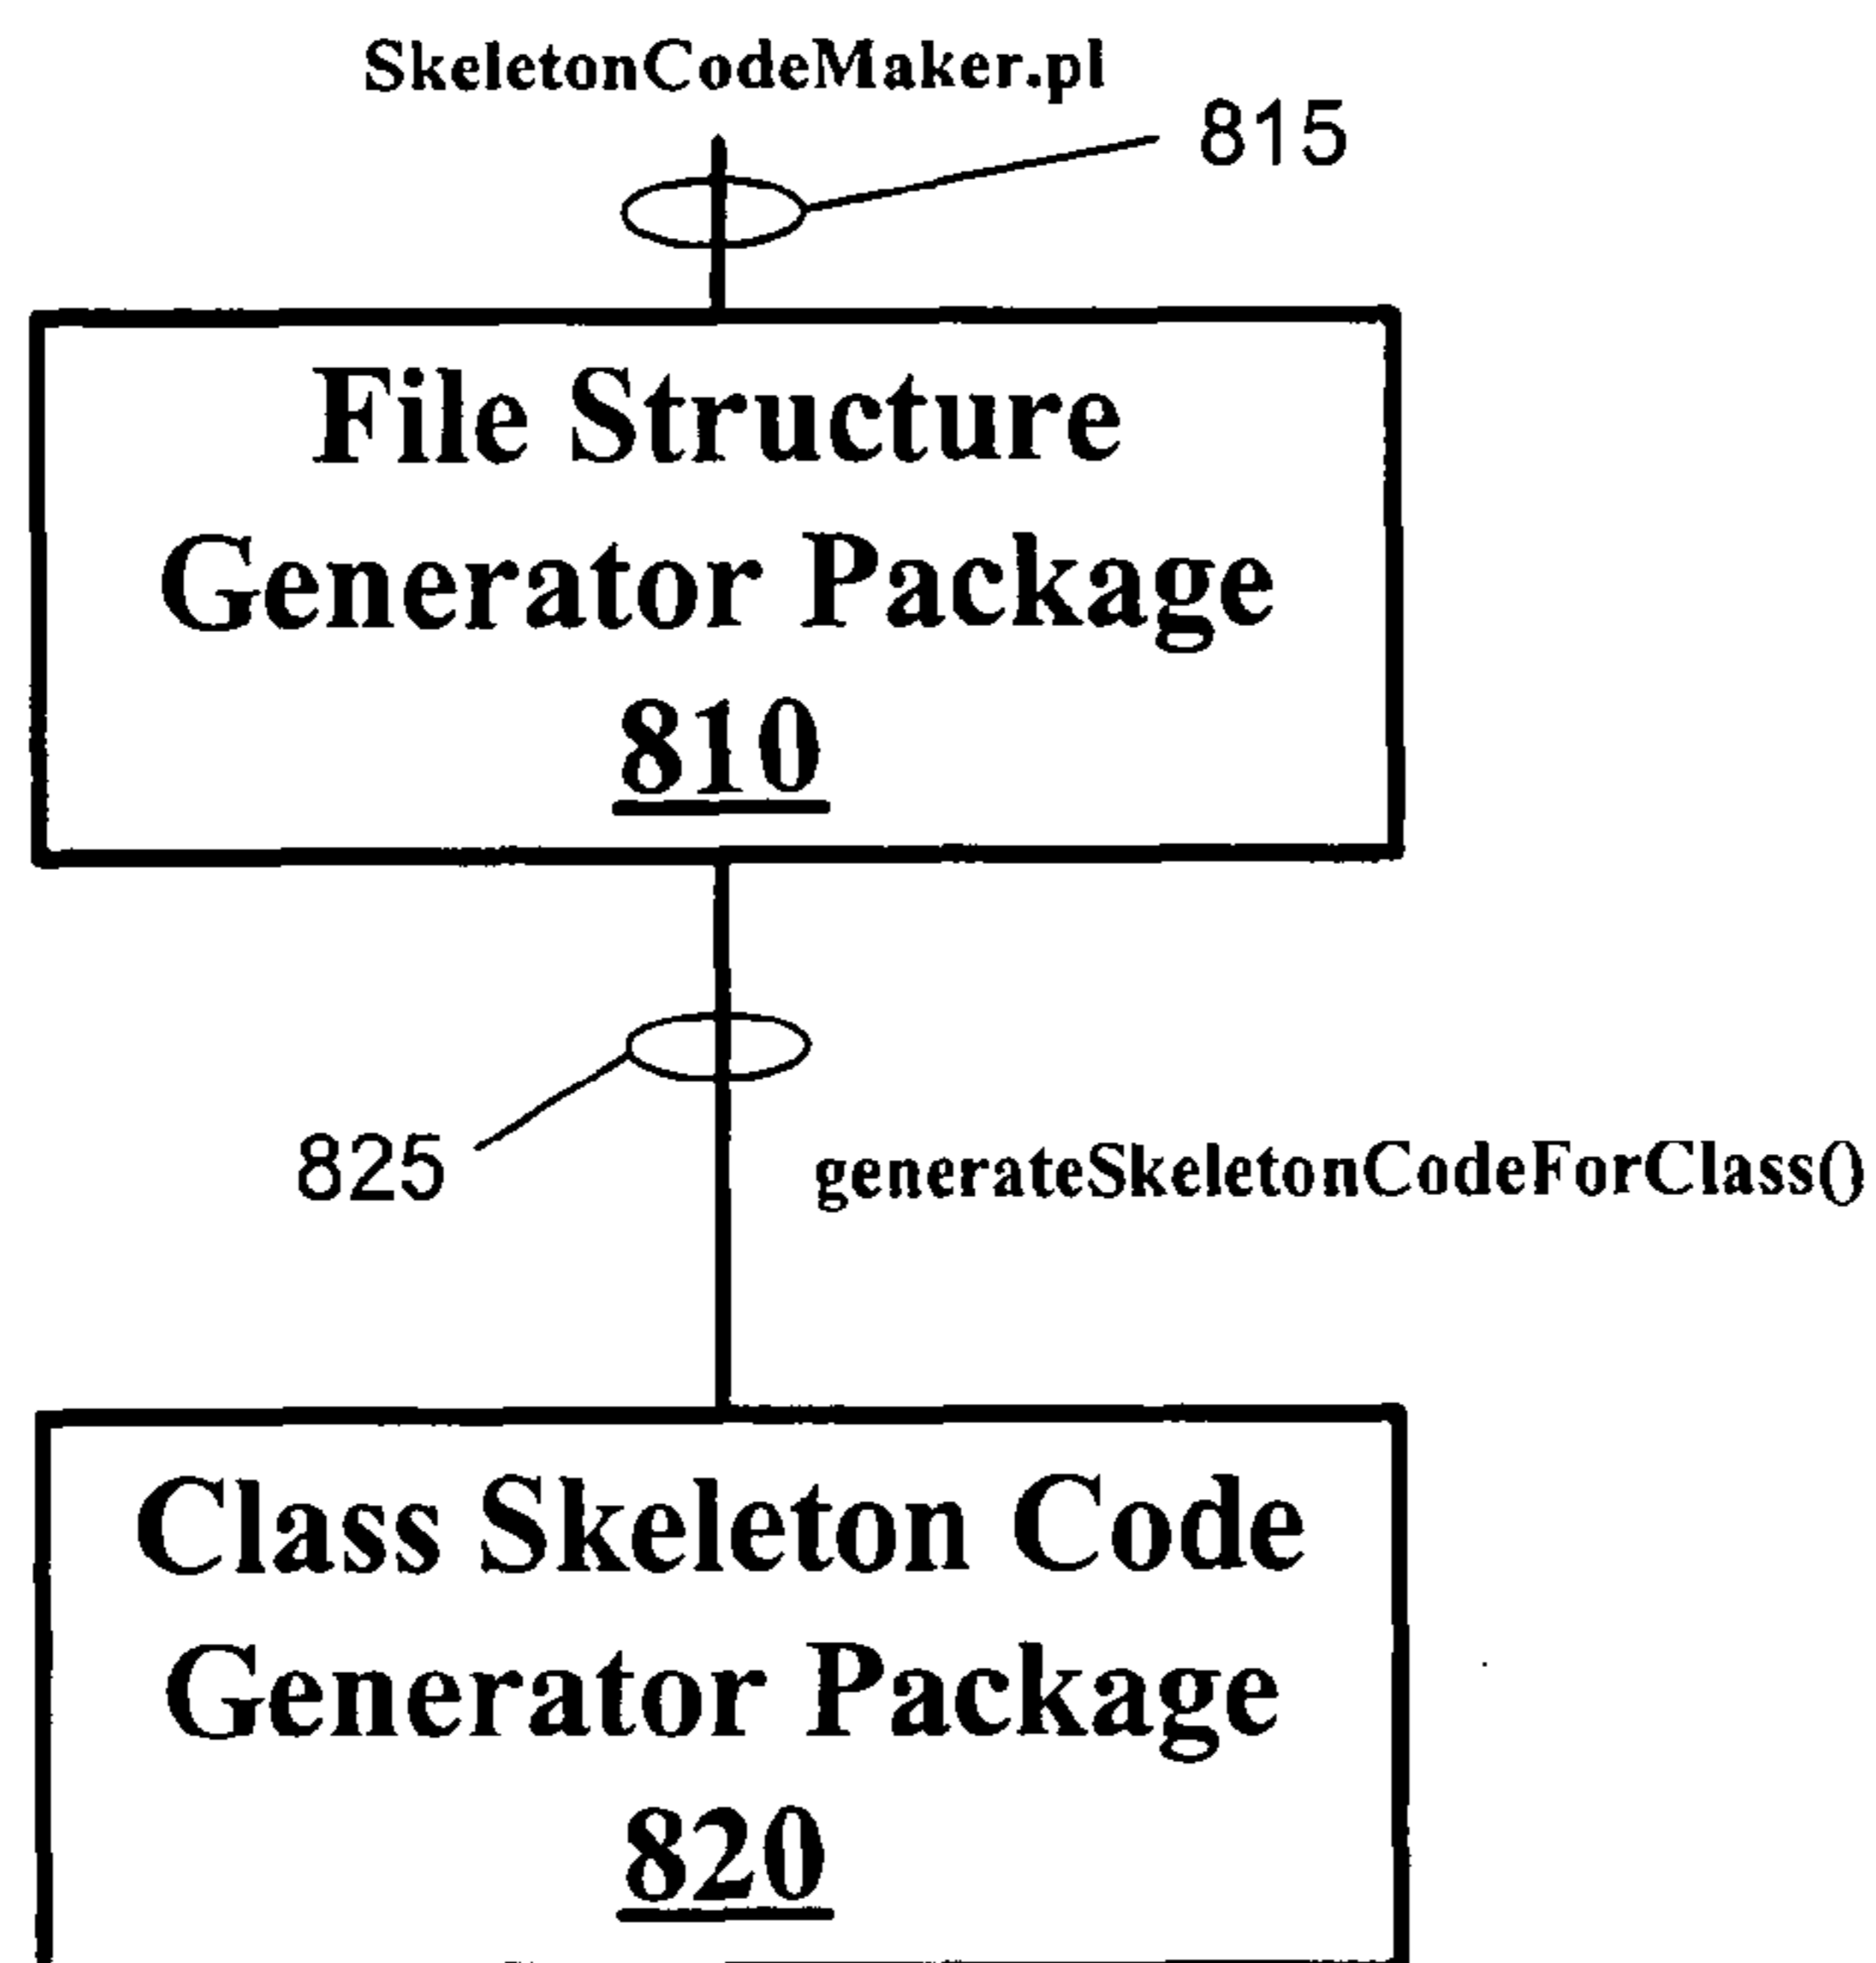 SkeletonCodeMaker.pl
815
File Structure
Generator Package
810
825
generateSkeletonCodeForClass()
Class Skeleton Code
Generator Package
820